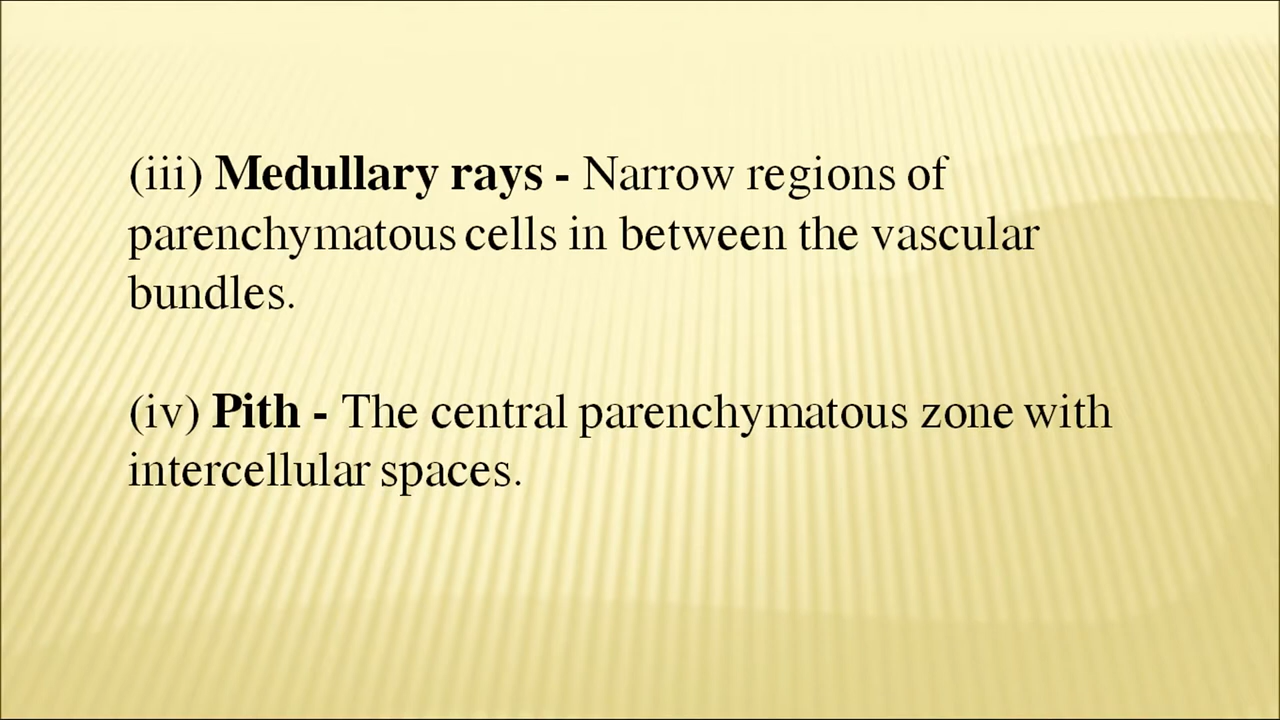 (iii) Medullary rays - Narrow regions of
parenchymatous cells in between the vascular
bundles.
(iv) Pith - The central parenchymatous zone with
intercellular spaces.